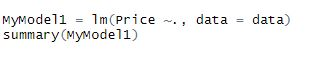 MyModel1 = lm(Price ~., data = data)
summary(MyModel1)